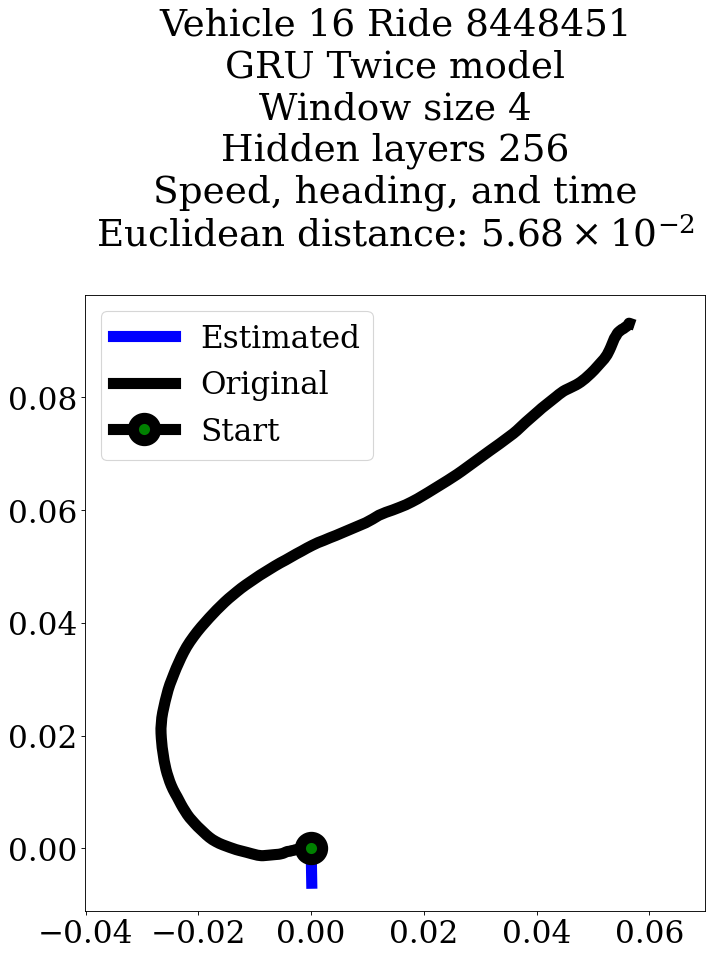 Vehicle 16 Ride 8448451
GRU Twice model
Window size 4
Hidden layers 256
Speed, heading, and time
Euclidean distance: 5.68 × 10⁻²
Estimated
Original
Start
0.08
0.06
0.04
0.02
0.00
−0.04 −0.02 0.00 0.02 0.04 0.06